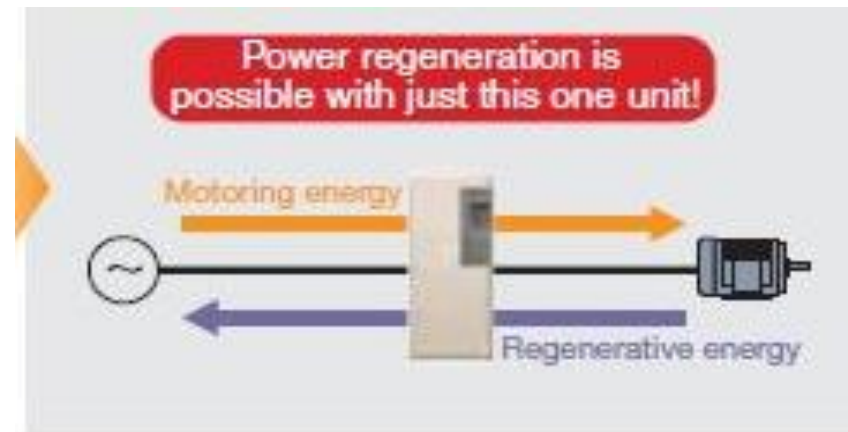 Power regeneration is
possible with just this one unit!
Motoring energy
Regenerative energy